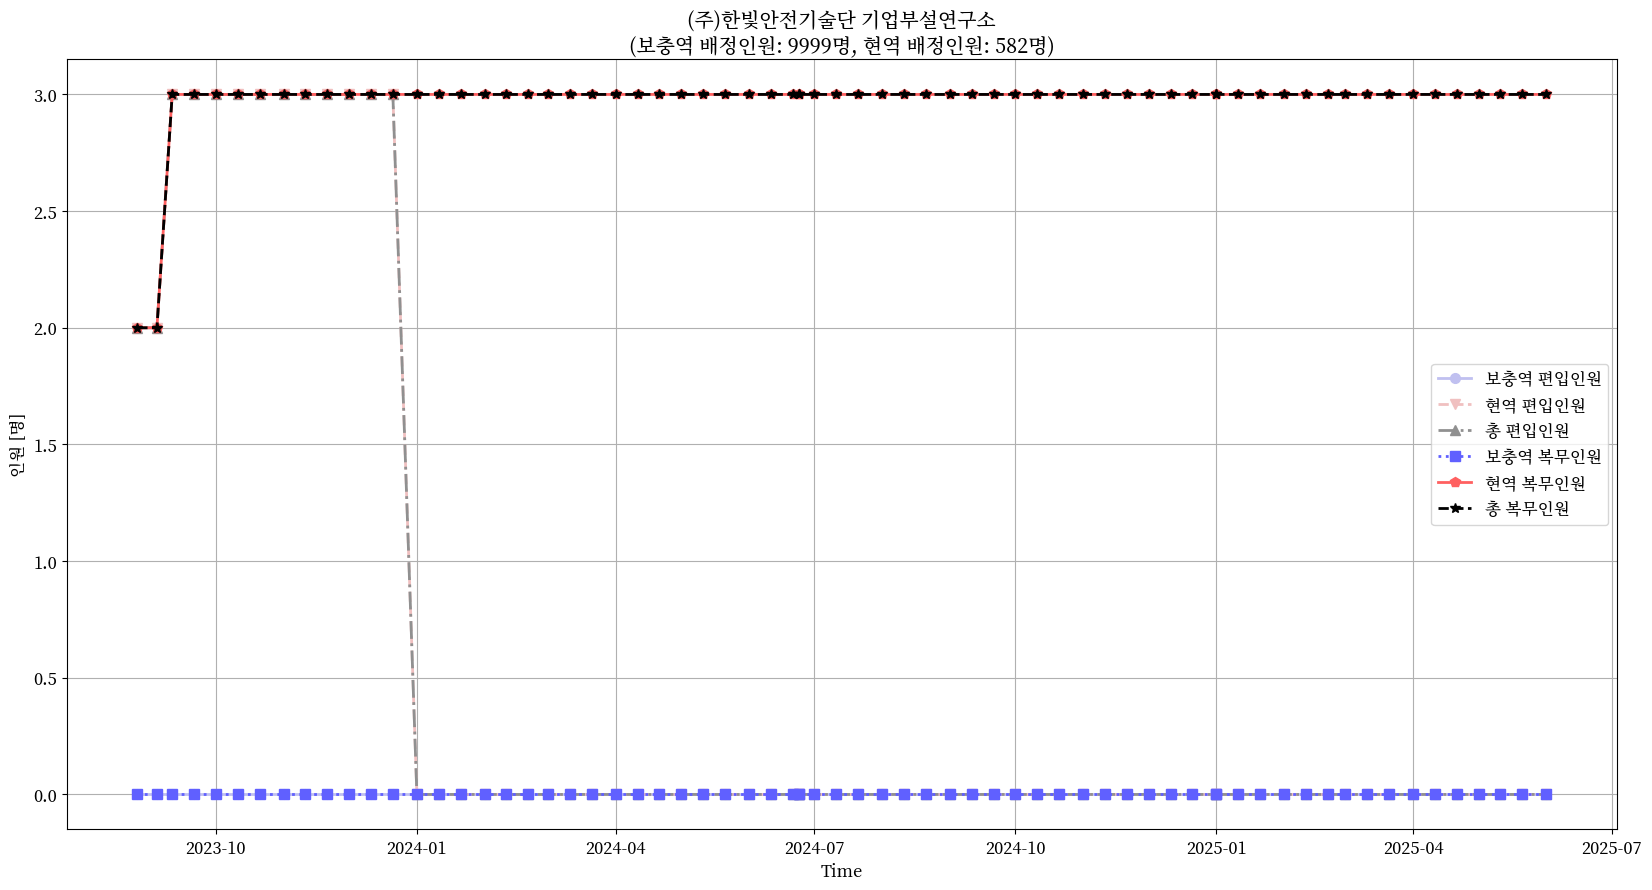 (주)한빛안전기술단 기업부설연구소
(보충역 배정인원: 9999명, 현역 배정인원: 582명)
3.0
2.5
2.0
1.5
1.0
0.5
0.0
인원 [명]
보충역 편입인원
현역 편입인원
총 편입인원
보충역 복무인원
현역 복무인원
총 복무인원
2023-10
2024-01
2024-04
2024-07
2024-10
2025-01
2025-04
2025-07
Time